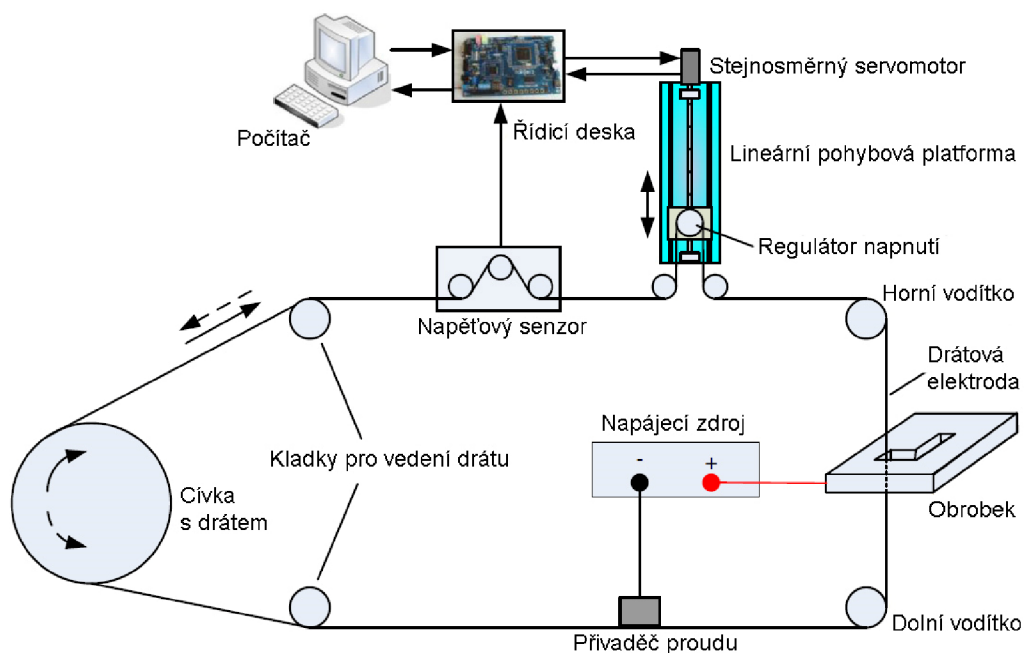 Stejnosměrný servomotor
Počítač
Řídicí deska
Lineární pohybová platforma
Regulátor napnutí
Napěťový senzor
Horní vodítko
Drátová
elektroda
Napájecí zdroj
- +
Kladky pro vedení drátu
Cívka
s drátem
Obrobek
Přivaděč proudu
Dolní vodítko